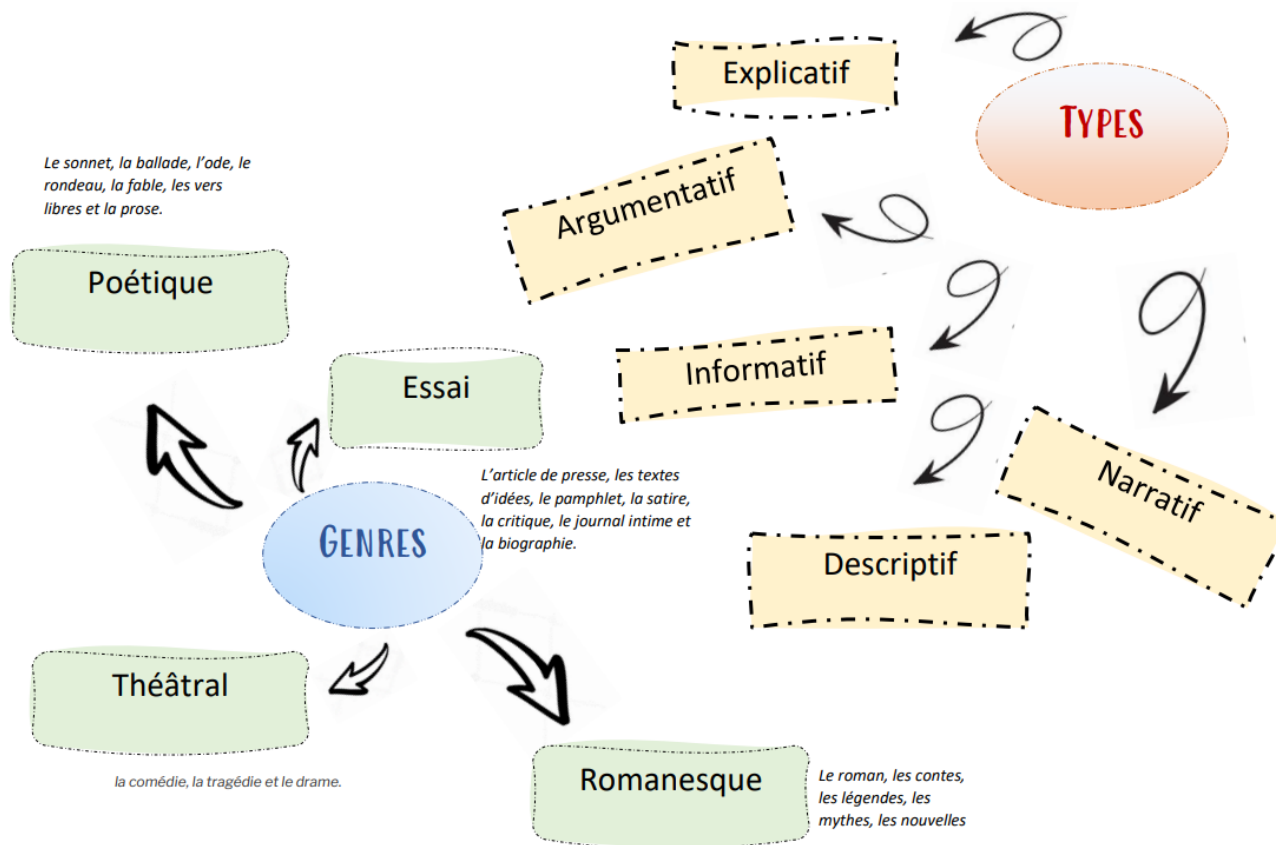 Explicatif
TYPES
Argumentatif
Informatif
Narratif
Descriptif
Le sonnet, la ballade, l'ode, le
rondeau, la fable, les vers
libres et la prose.
Poétique
Essai
L'article de presse, les textes
d'idées, le pamphlet, la satire,
la critique, le journal intime et
la biographie.
GENRES
Théâtral
la comédie, la tragédie et le drame.
Romanesque
Le roman, les contes,
les légendes, les
mythes, les nouvelles